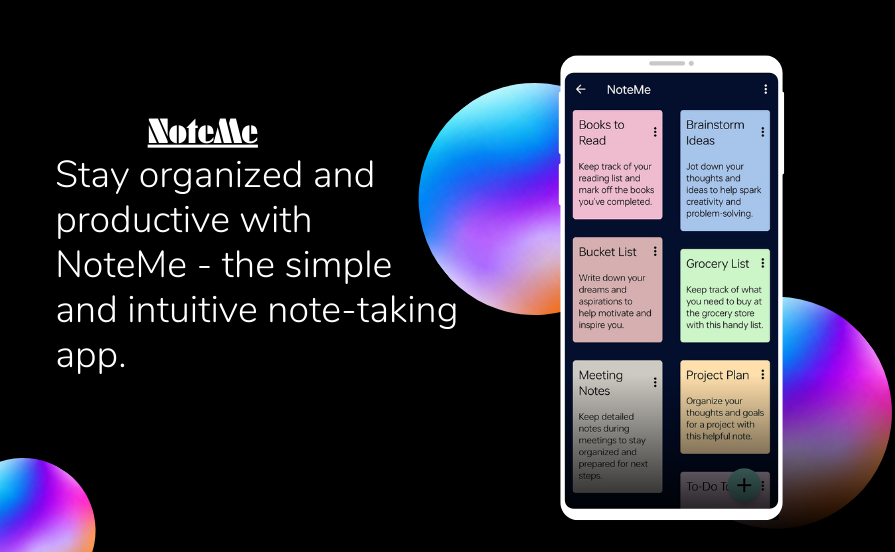 NoteMe
Stay organized and
productive with
NoteMe - the simple
and intuitive note-taking
app.
NoteMe
Books to
Read
Keep track of your
reading list and
mark off the books
you've completed.
Brainstorm
Ideas
Jot down your
thoughts and
ideas to help spark
creativity and
problem-solving.
Bucket List
Write down your
dreams and
aspirations to
help motivate and
inspire you.
Grocery List
Keep track of what
you need to buy at
the grocery store
with this handy list.
Meeting
Notes
Keep detailed
notes during
meetings to stay
organized and
prepared for next
steps.
Project Plan
Organize your
thoughts and goals
for a project with
this helpful note.
To-Do